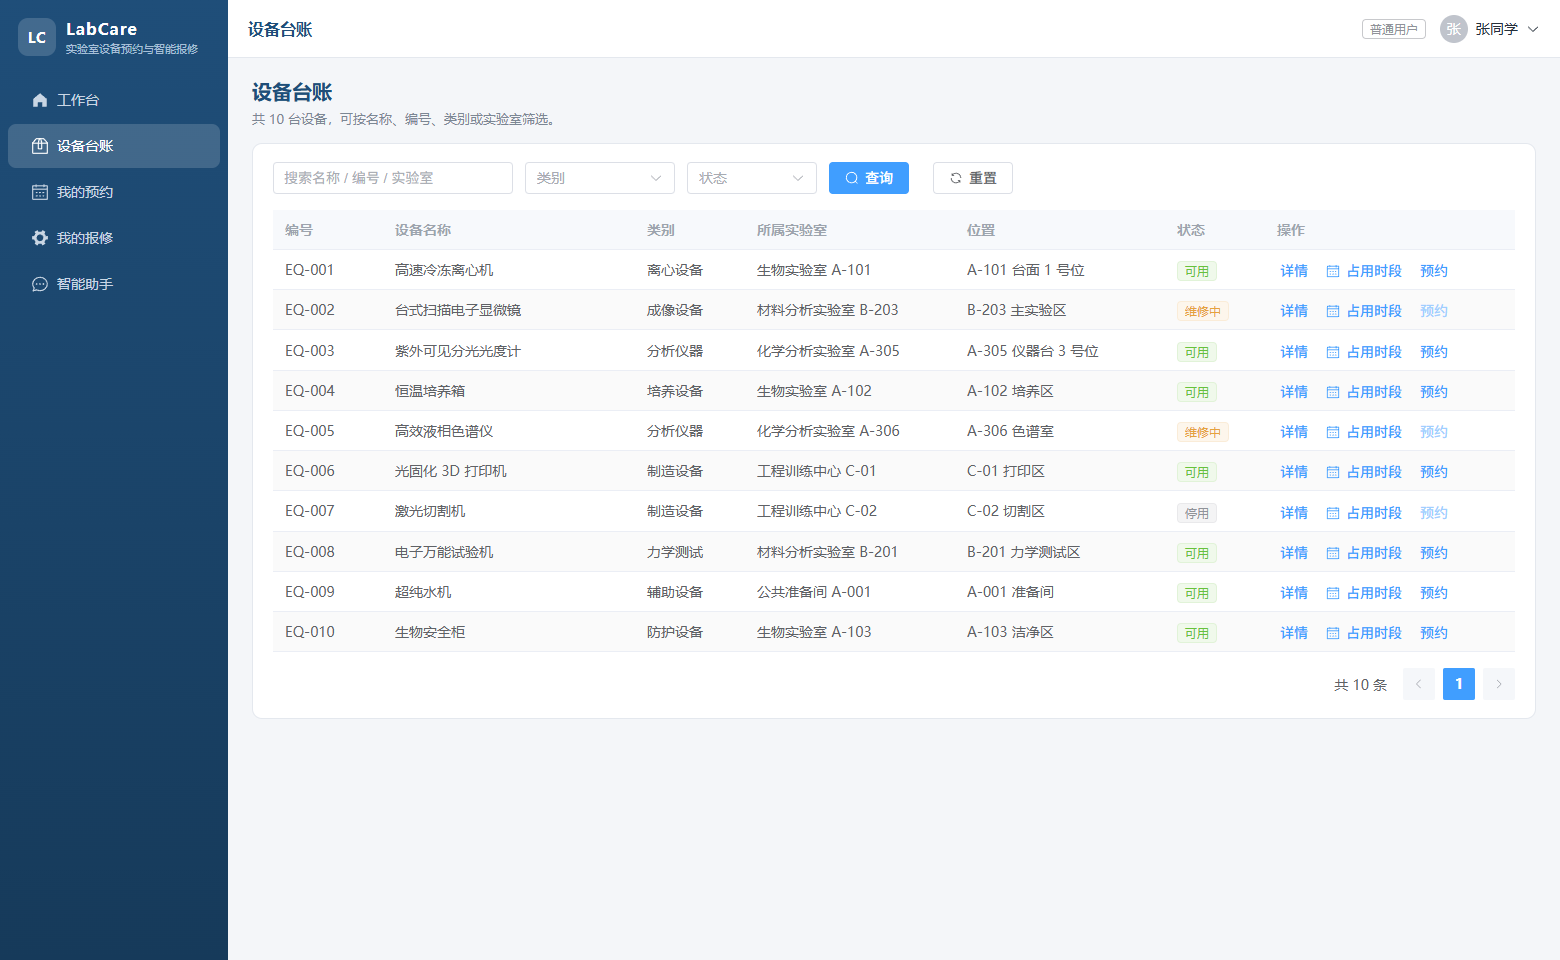 LC
LabCare
实验室设备预约与智能报修
工作台
设备台账
我的预约
我的报修
智能助手
设备台账
普通用户
张
张同学
设备台账
共 10 台设备，可按名称、编号、类别或实验室筛选。
搜索名称 / 编号 / 实验室 类别 状态 查询 重置
编号 设备名称 类别 所属实验室 位置 状态 操作
EQ-001 高速冷冻离心机 离心设备 生物实验室 A-101 A-101 台面 1 号位 可用 详情 占用时段 预约
EQ-002 台式扫描电子显微镜 成像设备 材料分析实验室 B-203 B-203 主实验区 维修中 详情 占用时段 预约
EQ-003 紫外可见分光光度计 分析仪器 化学分析实验室 A-305 A-305 仪器台 3 号位 可用 详情 占用时段 预约
EQ-004 恒温培养箱 培养设备 生物实验室 A-102 A-102 培养区 可用 详情 占用时段 预约
EQ-005 高效液相色谱仪 分析仪器 化学分析实验室 A-306 A-306 色谱室 维修中 详情 占用时段 预约
EQ-006 光固化 3D 打印机 制造设备 工程训练中心 C-01 C-01 打印区 可用 详情 占用时段 预约
EQ-007 激光切割机 制造设备 工程训练中心 C-02 C-02 切割区 停用 详情 占用时段 预约
EQ-008 电子万能试验机 力学测试 材料分析实验室 B-201 B-201 力学测试区 可用 详情 占用时段 预约
EQ-009 超纯水机 辅助设备 公共准备间 A-001 A-001 准备间 可用 详情 占用时段 预约
EQ-010 生物安全柜 防护设备 生物实验室 A-103 A-103 洁净区 可用 详情 占用时段 预约
共 10 条 1